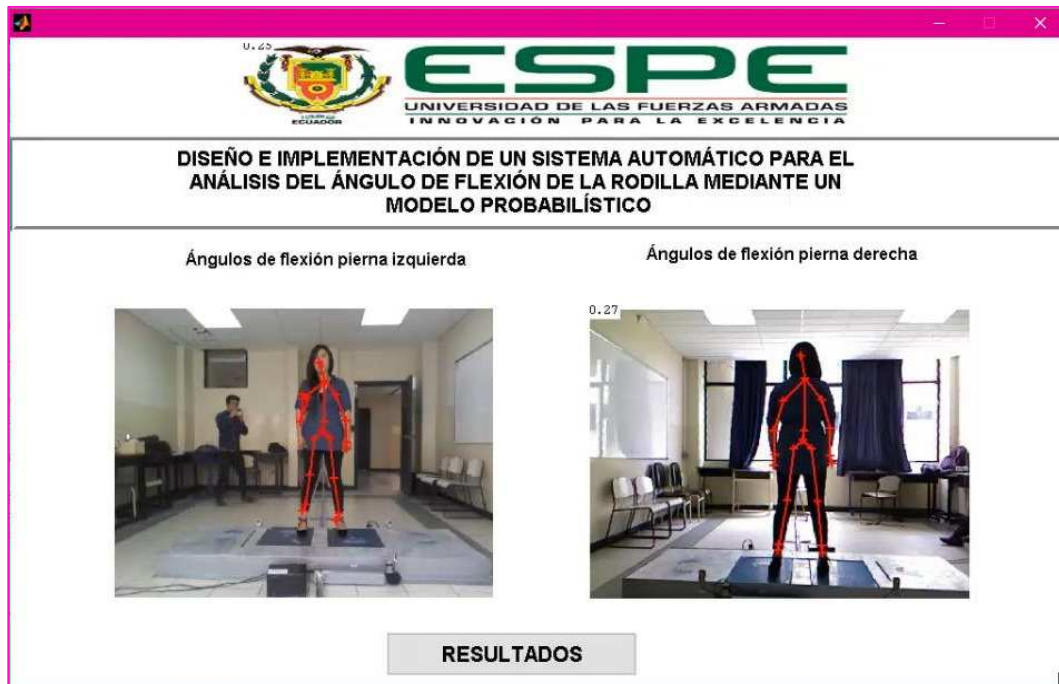 0.25
ECUADOR
ESPE
UNIVERSIDAD DE LAS FUERZAS ARMADAS
INNOVACIÓN PARA LA EXCELENCIA
DISEÑO E IMPLEMENTACIÓN DE UN SISTEMA AUTOMÁTICO PARA EL
ANÁLISIS DEL ÁNGULO DE FLEXIÓN DE LA RODILLA MEDIANTE UN
MODELO PROBABILÍSTICO
Ángulos de flexión pierna izquierda
Ángulos de flexión pierna derecha
0.27
RESULTADOS